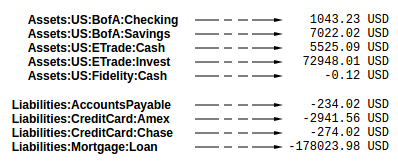 Assets:US:BofA:Checking 1043.23 USD
Assets:US:BofA:Savings 7022.02 USD
Assets:US:ETrade:Cash 5525.09 USD
Assets:US:ETrade:Invest 72948.01 USD
Assets:US:Fidelity:Cash -0.12 USD
Liabilities:AccountsPayable -234.02 USD
Liabilities:CreditCard:Amex -2941.56 USD
Liabilities:CreditCard:Chase -274.02 USD
Liabilities:Mortgage:Loan -178023.98 USD